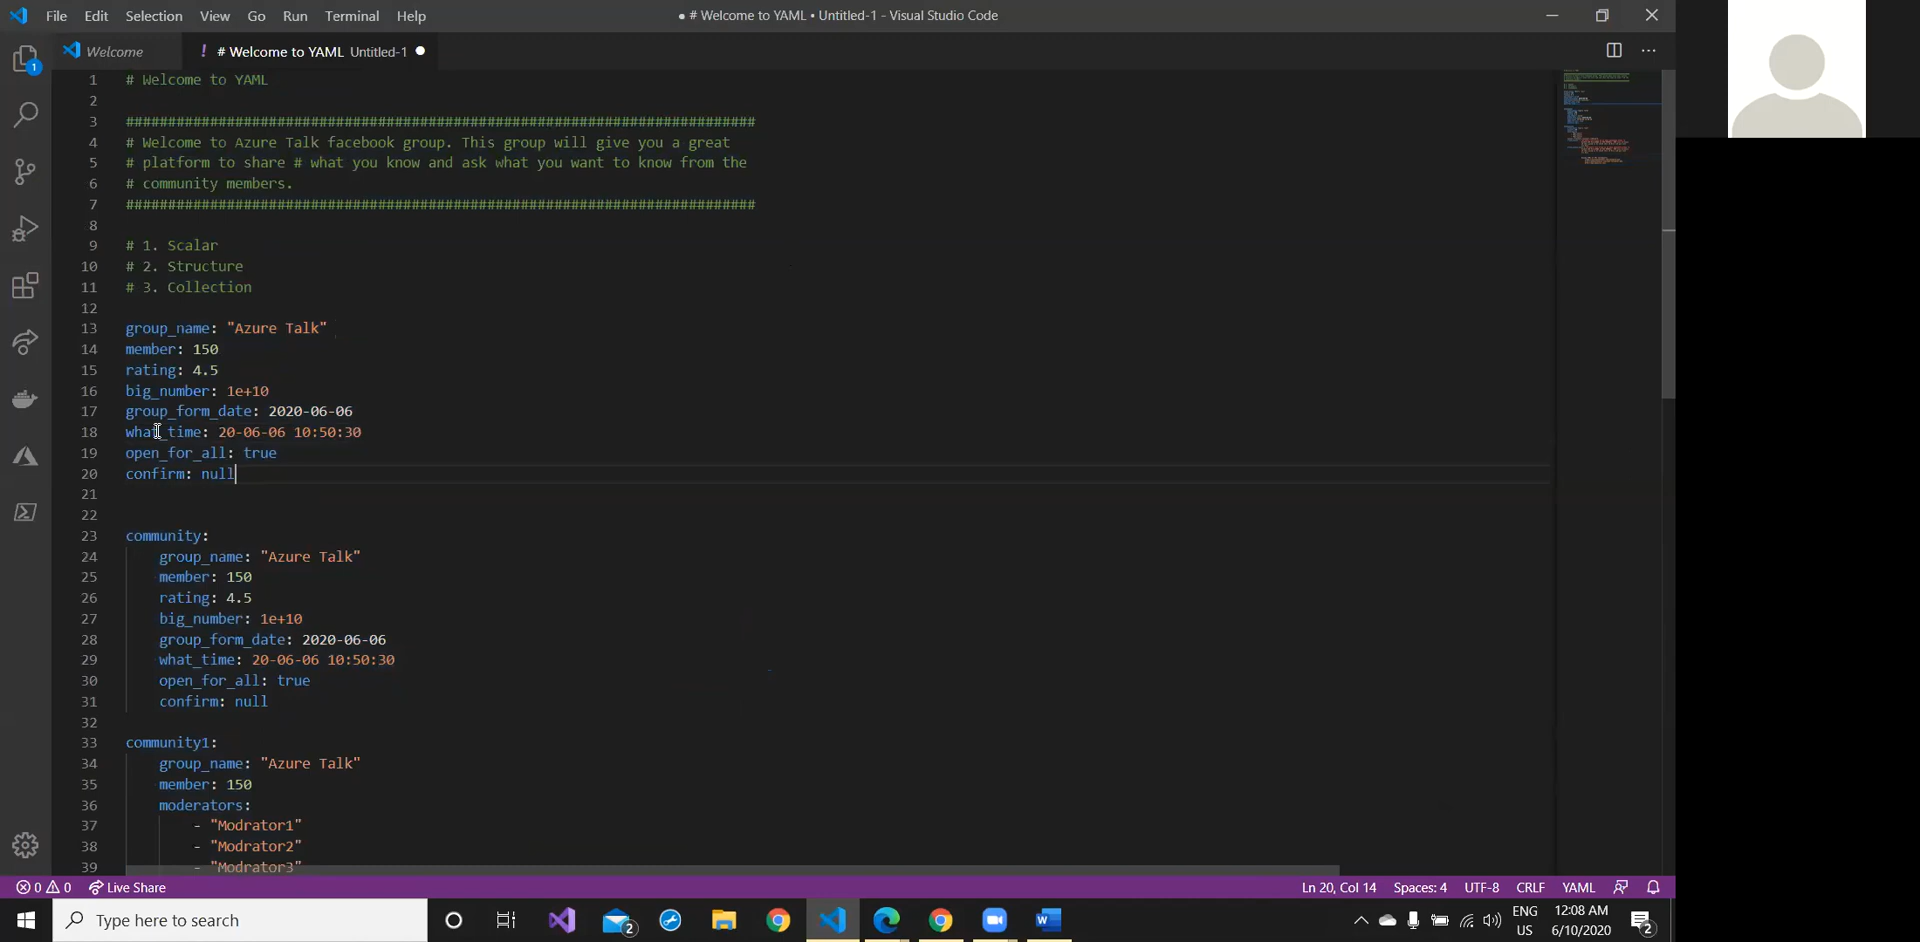 File Edit Selection View Go Run Terminal Help ● # Welcome to YAML • Untitled-1 - Visual Studio Code
Welcome ! # Welcome to YAML Untitled-1 ●
1 # Welcome to YAML
2
3 ###########################################################################
4 # Welcome to Azure Talk facebook group. This group will give you a great
5 # platform to share # what you know and ask what you want to know from the
6 # community members.
7 ###########################################################################
8
9 # 1. Scalar
10 # 2. Structure
11 # 3. Collection
12
13 group_name: "Azure Talk"
14 member: 150
15 rating: 4.5
16 big_number: 1e+10
17 group_form_date: 2020-06-06
18 what_time: 20-06-06 10:50:30
19 open_for_all: true
20 confirm: null
21
22
23 community:
24 group_name: "Azure Talk"
25 member: 150
26 rating: 4.5
27 big_number: 1e+10
28 group_form_date: 2020-06-06
29 what_time: 20-06-06 10:50:30
30 open_for_all: true
31 confirm: null
32
33 community1:
34 group_name: "Azure Talk"
35 member: 150
36 moderators:
37 - "Modrator1"
38 - "Modrator2"
39 - "Modrator3"
1
0 0 Live Share Ln 20, Col 14 Spaces: 4 UTF-8 CRLF YAML
Type here to search
2
ENG
US
12:08 AM
6/10/2020
2